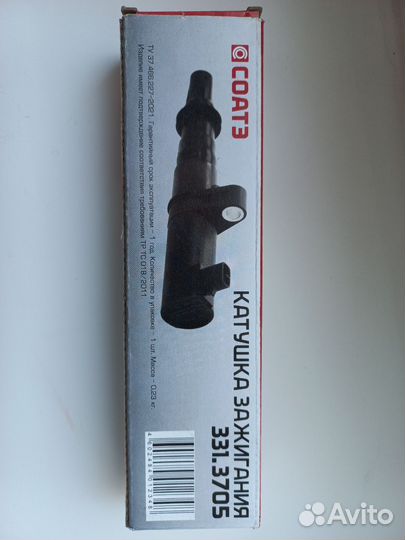 СОАТЭ
КАТУШКА ЗАЖИГАНИЯ
331.3705
ТУ 37.466.227-2021. Гарантийный срок эксплуатации – 1 год. Количество в упаковке – 1 шт. Масса – 0,23 кг.
Изделие имеет подтверждение соответствия требованиям ТР ТС 018/2011
Avito